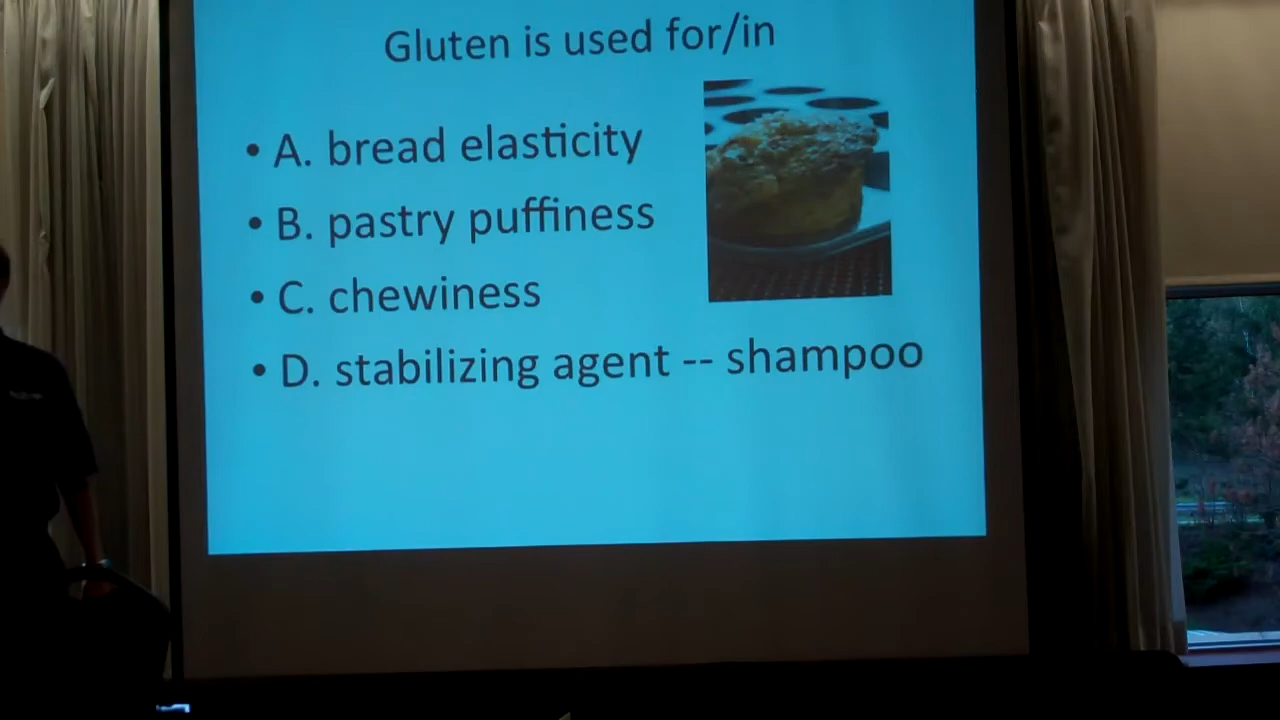 Gluten is used for/in
• A. bread elasticity
• B. pastry puffiness
• C. chewiness
• D. stabilizing agent -- shampoo